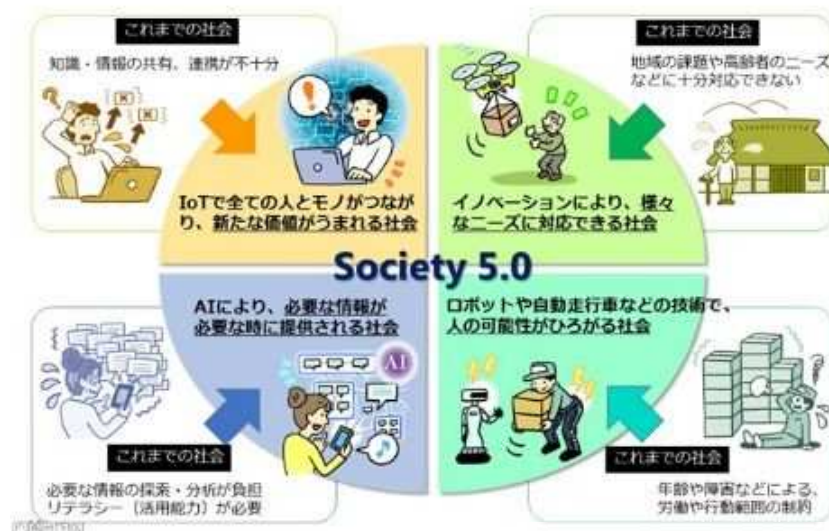 これまでの社会
知識・情報の共有、連携が不十分
IoTで全ての人とモノがつなが
り、新たな価値がうまれる社会
これまでの社会
地域の課題や高齢者のニーズ
などに十分対応できない
イノベーションにより、様々
なニーズに対応できる社会
Society 5.0
AIにより、必要な情報が
必要な時に提供される社会
AI
これまでの社会
必要な情報の探索・分析が負担
リテラシー（活用能力）が必要
ロボットや自動走行車などの技術で、
人の可能性がひろがる社会
これまでの社会
年齢や障害などによる、
労働や行動範囲の制約